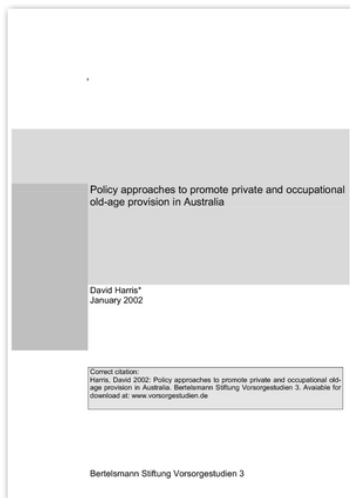 Policy approaches to promote private and occupational
old-age provision in Australia
David Harris*
January 2002
Correct citation:
Harris, David 2002: Policy approaches to promote private and occupational old-
age provision in Australia. Bertelsmann Stiftung Vorsorgestudien 3. Avaiable for
download at: www.vorsorgestudien.de
Bertelsmann Stiftung Vorsorgestudien 3